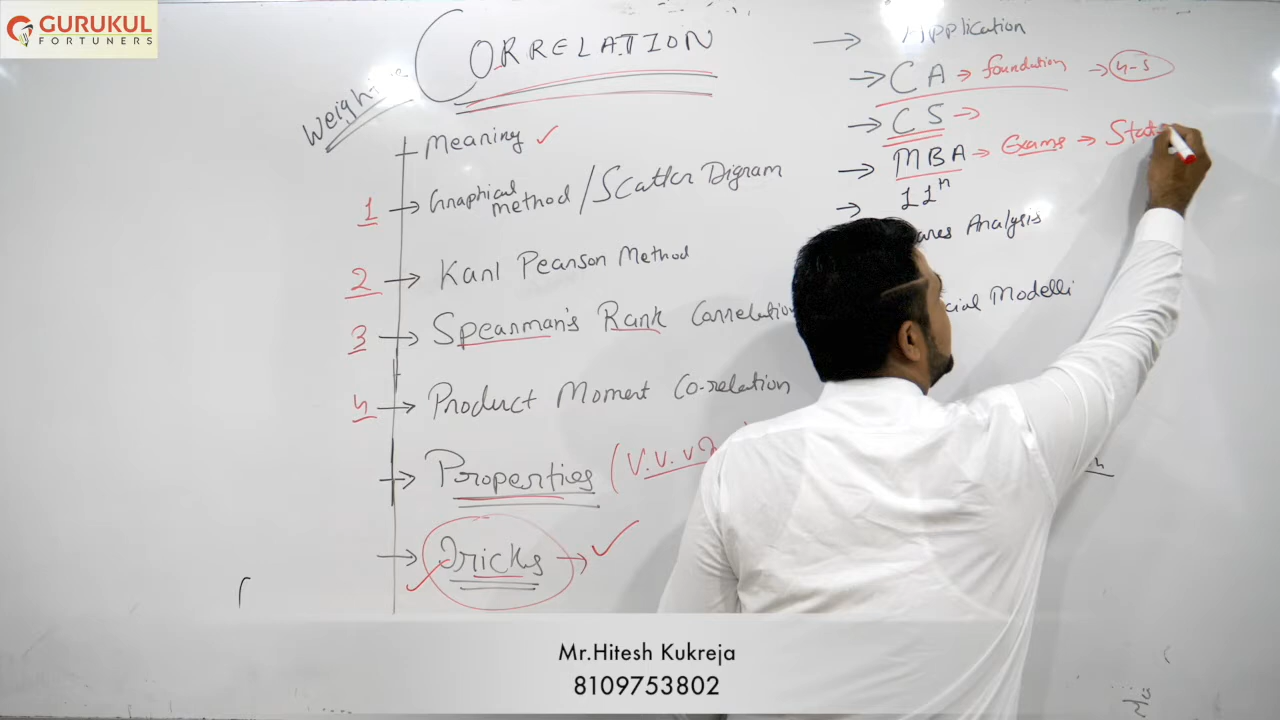 GURUKUL
FORTUNERS
CORRELATION
Meaning ✓
1 → Graphical method / Scatter Digram
2 → Karl Pearson Method
3 → Spearman's Rank Correlation
4 → Product Moment Co-relation
→ Properties (V.V.V
→ Tricks → ✓
→ Application
→ CA → foundation → 4-5
→ CS →
→ MBA → Exams → Stat
→ 11th
ares Analysis
cial Modelli
Mr.Hitesh Kukreja
8109753802